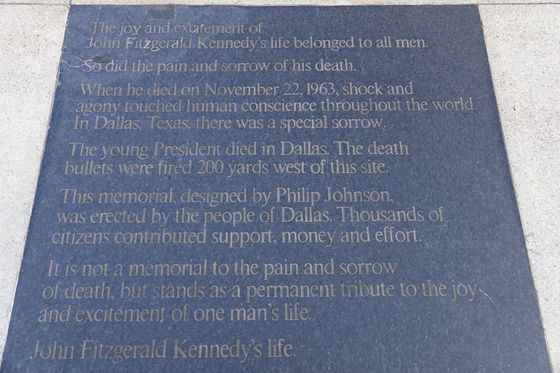 The joy and excitement of
John Fitzgerald Kennedy's life belonged to all men.
So did the pain and sorrow of his death.
When he died on November 22, 1963, shock and
agony touched human conscience throughout the world.
In Dallas, Texas, there was a special sorrow.
The young President died in Dallas. The death
bullets were fired 200 yards west of this site.
This memorial, designed by Philip Johnson,
was erected by the people of Dallas. Thousands of
citizens contributed support, money and effort.
It is not a memorial to the pain and sorrow
of death, but stands as a permanent tribute to the joy
and excitement of one man's life.
John Fitzgerald Kennedy's life.